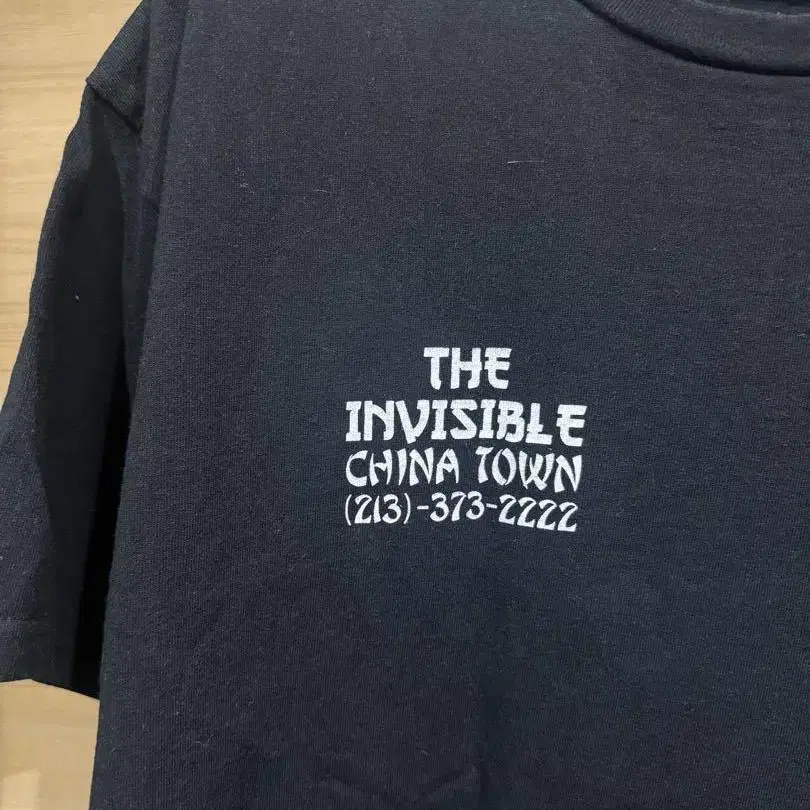 THE
INVISIBLE
CHINA TOWN
(213)-373-2222